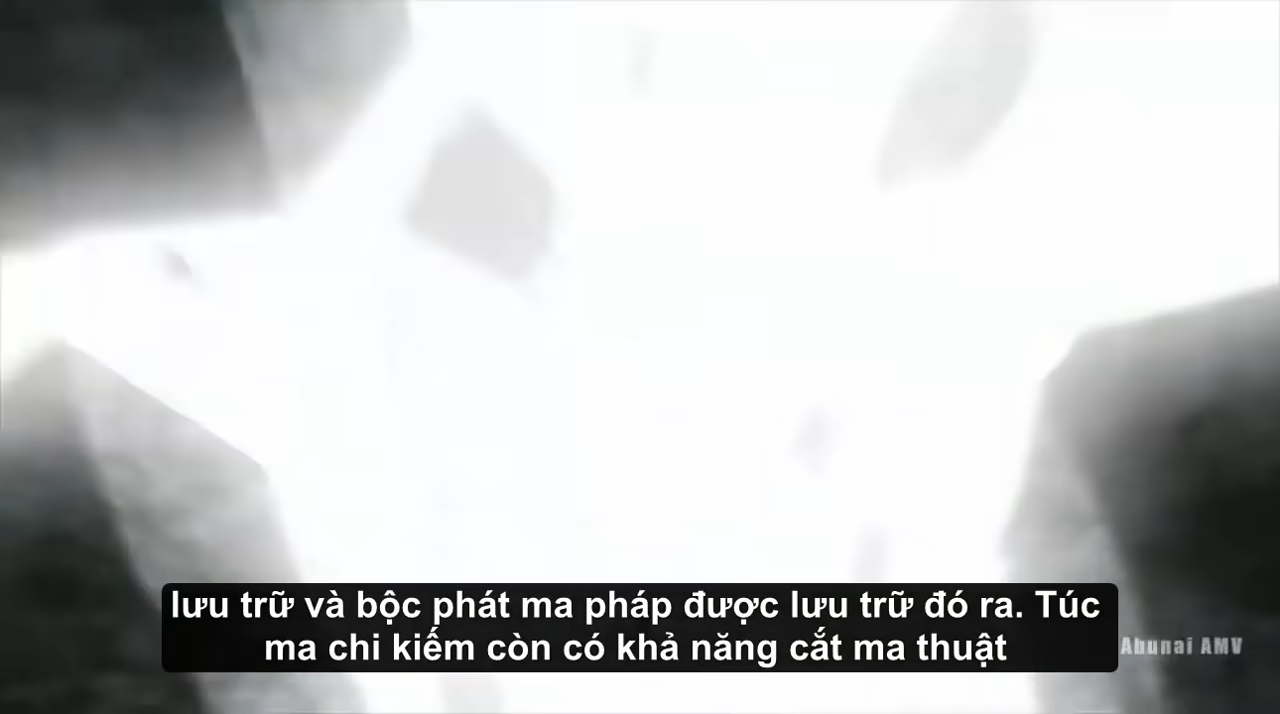 lưu trữ và bộc phát ma pháp được lưu trữ đó ra. Túc
ma chi kiếm còn có khả năng cắt ma thuật
Abunai AMV